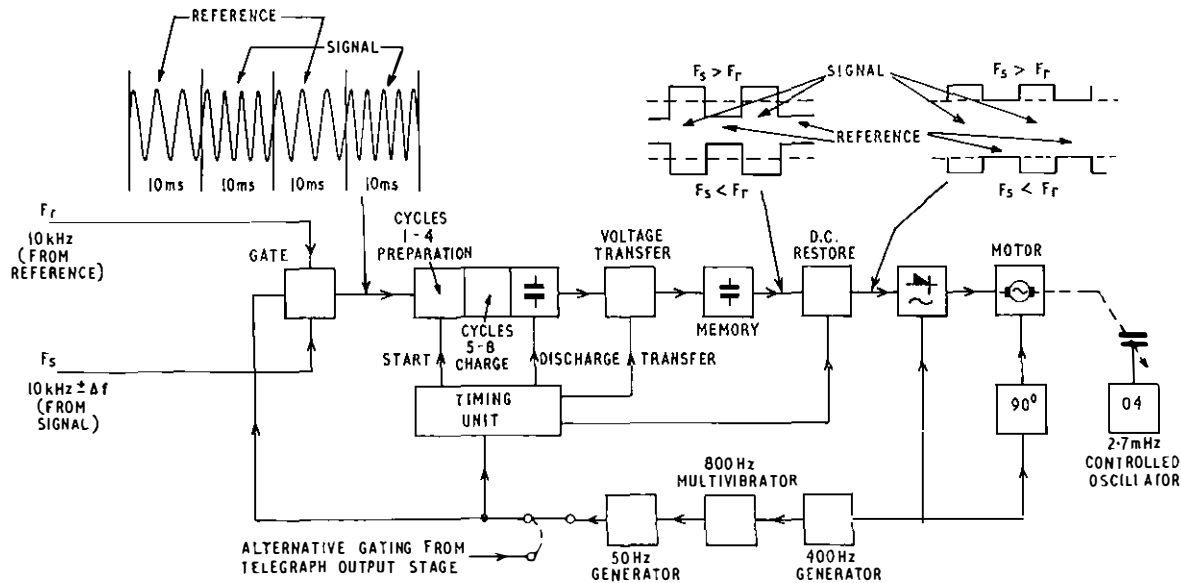 REFERENCE
SIGNAL
10ms
10ms
10ms
10ms
Fs > Fr
SIGNAL
Fs > Fr
REFERENCE
Fs < Fr
Fs < Fr
Fr
10kHz
(FROM
REFERENCE)
GATE
CYCLES
1-4
PREPARATION
VOLTAGE
TRANSFER
D.C.
RESTORE
MOTOR
CYCLES
5-8
CHARGE
MEMORY
START
DISCHARGE
TRANSFER
Fs
10kHz ± Δf
(FROM
SIGNAL)
TIMING
UNIT
90⁰
04
2·7mHz
CONTROLLED
OSCILLATOR
800Hz
MULTIVIBRATOR
ALTERNATIVE GATING FROM
TELEGRAPH OUTPUT STAGE
50Hz
GENERATOR
400Hz
GENERATOR